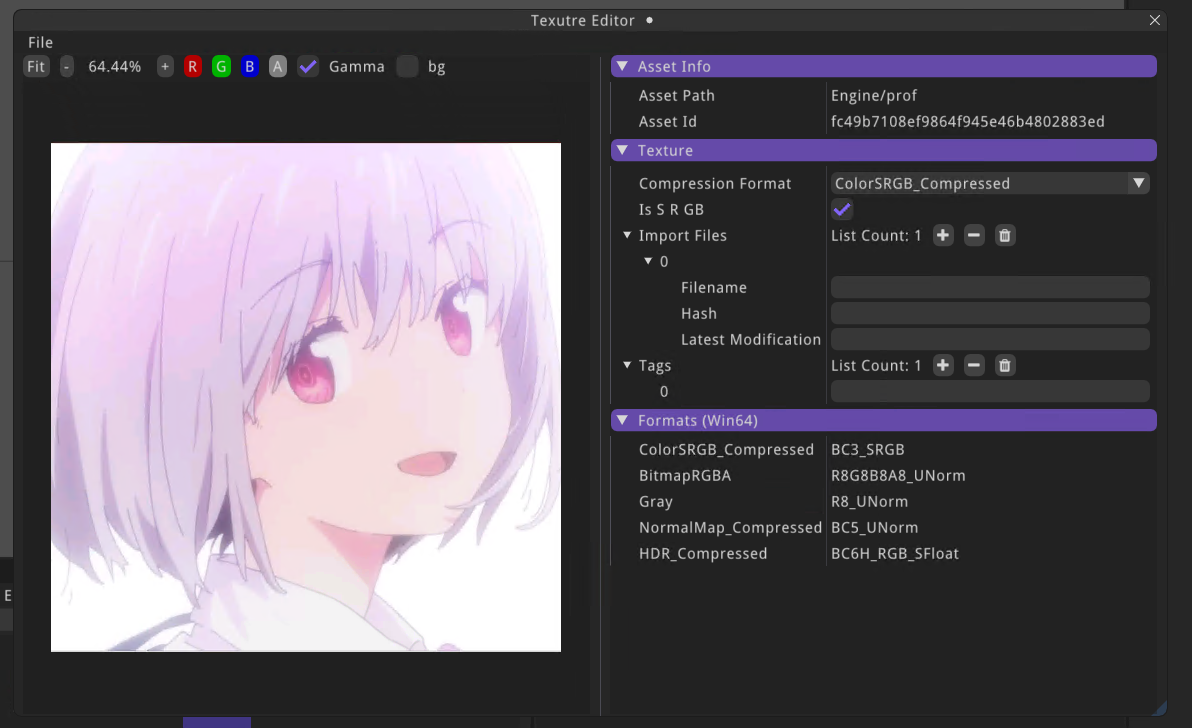 Texutre Editor
File
Fit - 64.44% + R G B A Gamma bg
Asset Info
Asset Path Engine/prof
Asset Id fc49b7108ef9864f945e46b4802883ed
Texture
Compression Format ColorSRGB_Compressed
Is S R GB
Import Files List Count: 1
0
Filename
Hash
Latest Modification
Tags List Count: 1
0
Formats (Win64)
ColorSRGB_Compressed BC3_SRGB
BitmapRGBA R8G8B8A8_UNorm
Gray R8_UNorm
NormalMap_Compressed BC5_UNorm
HDR_Compressed BC6H_RGB_SFloat
E